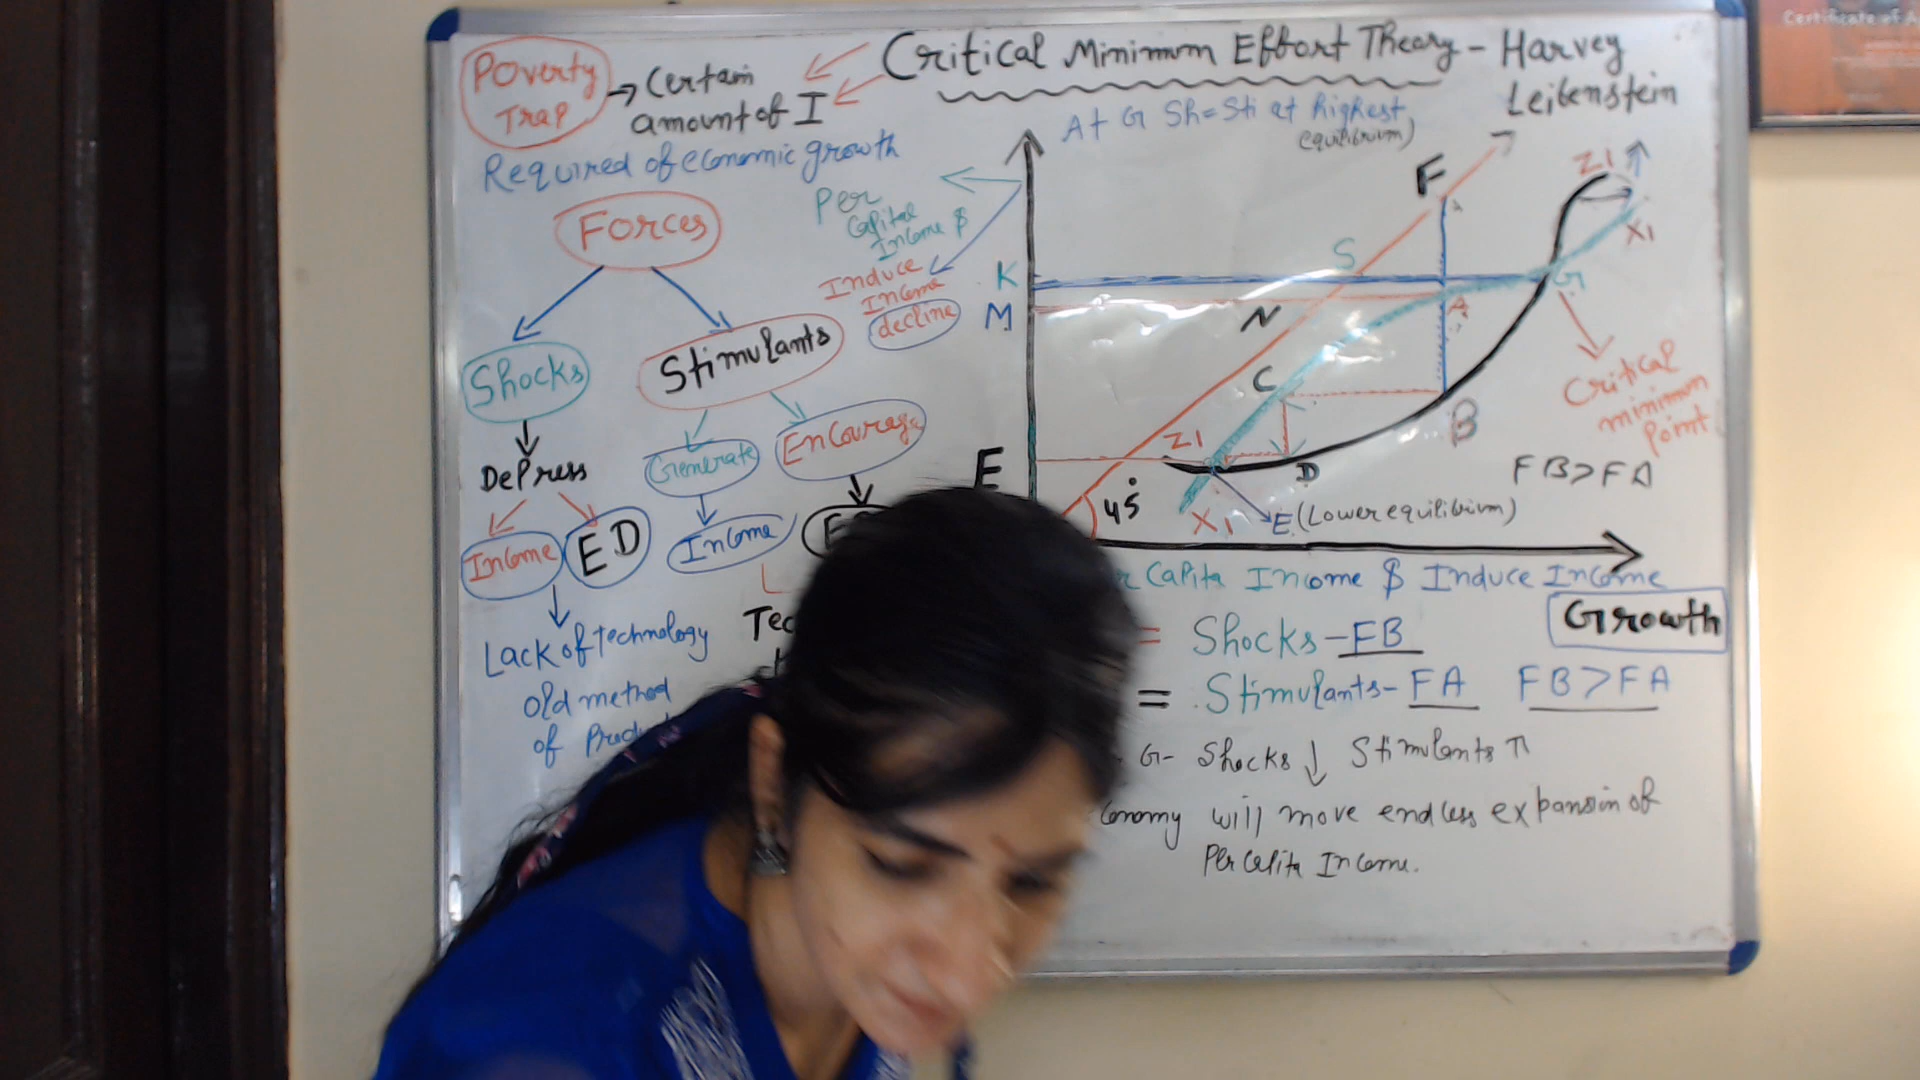 Critical Minimum Effort Theory - Harvey
Leibenstein
Poverty
Trap
→ Certain
amount of I
Required of economic growth
Forces
Shocks
Stimulants
DePress
Generate
Encourage
Income
ED
Income
Lack of technology
old method
of
At G Sh=Sti at highest
equilibrium)
Per
Capital
Income $
Induce
Income
decline
K
M
E
F
S
N
C
Z1
X1
G
A
B
D
Z1
X1
45°
E (Lower equilibrium)
Critical
minimum
Point
FB>FA
Capita Income $ Induce Income
Growth
= Shocks - FB
= Stimulants - FA FB>FA
G- Shocks ↓ Stimulants ↑
will move endless expansin of
Per Capita Income.
Certificate of A